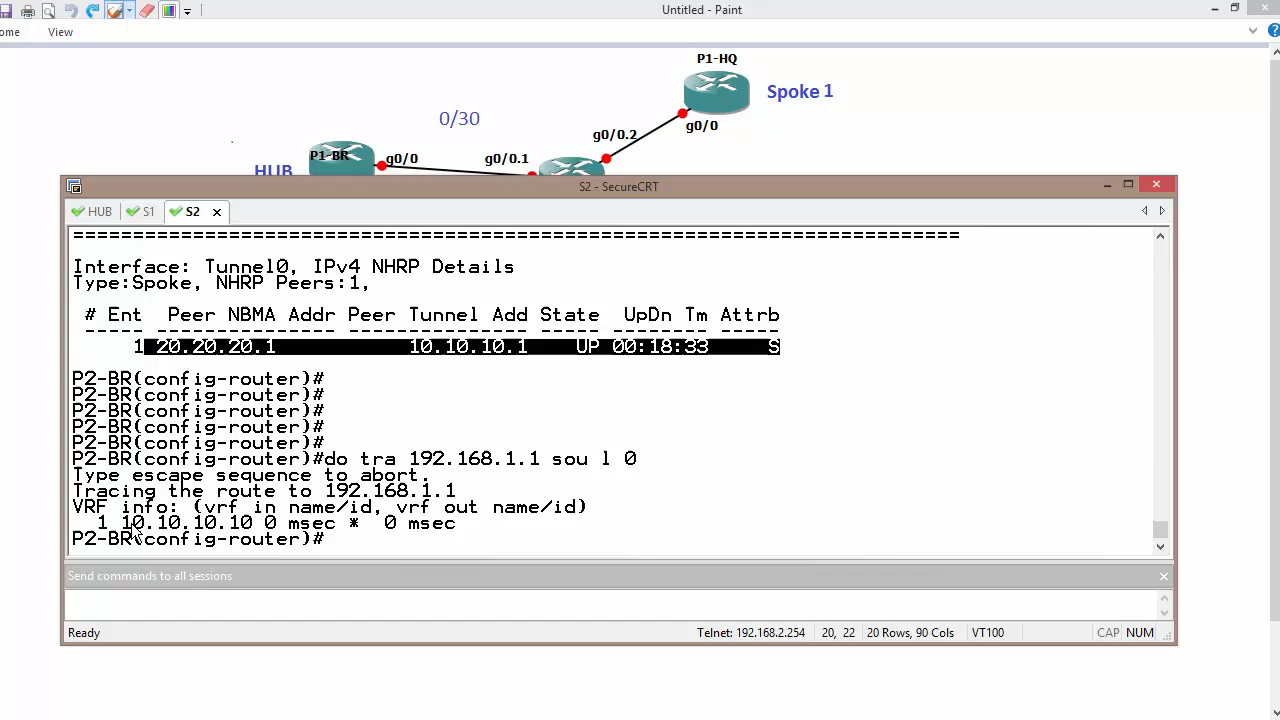 Untitled - Paint
ome View
P1-HQ
Spoke 1
0/30
g0/0.2
g0/0
P1-BR
g0/0
g0/0.1
HUB
S2 - SecureCRT
HUB S1 S2
==========================================================================
Interface: Tunnel0, IPv4 NHRP Details
Type:Spoke, NHRP Peers:1,
# Ent Peer NBMA Addr Peer Tunnel Add State UpDn Tm Attrb
----- --------------- --------------- ----- -------- -----
1 20.20.20.1 10.10.10.1 UP 00:18:33 S
P2-BR(config-router)#
P2-BR(config-router)#
P2-BR(config-router)#
P2-BR(config-router)#
P2-BR(config-router)#
P2-BR(config-router)#do tra 192.168.1.1 sou l 0
Type escape sequence to abort.
Tracing the route to 192.168.1.1
VRF info: (vrf in name/id, vrf out name/id)
1 10.10.10.10 0 msec * 0 msec
P2-BR(config-router)#
Send commands to all sessions
Ready Telnet: 192.168.2.254 20, 22 20 Rows, 90 Cols VT100 CAP NUM